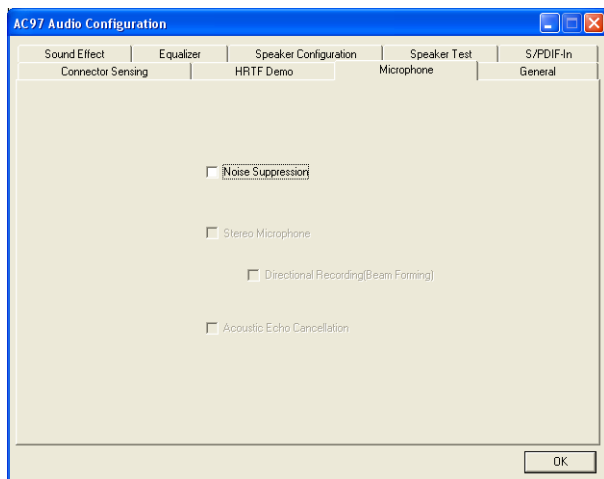 AC97 Audio Configuration
Sound Effect Equalizer Speaker Configuration Speaker Test S/PDIF-In
Connector Sensing HRTF Demo Microphone General
Noise Suppression
Stereo Microphone
Directional Recording(Beam Forming)
Acoustic Echo Cancellation
OK